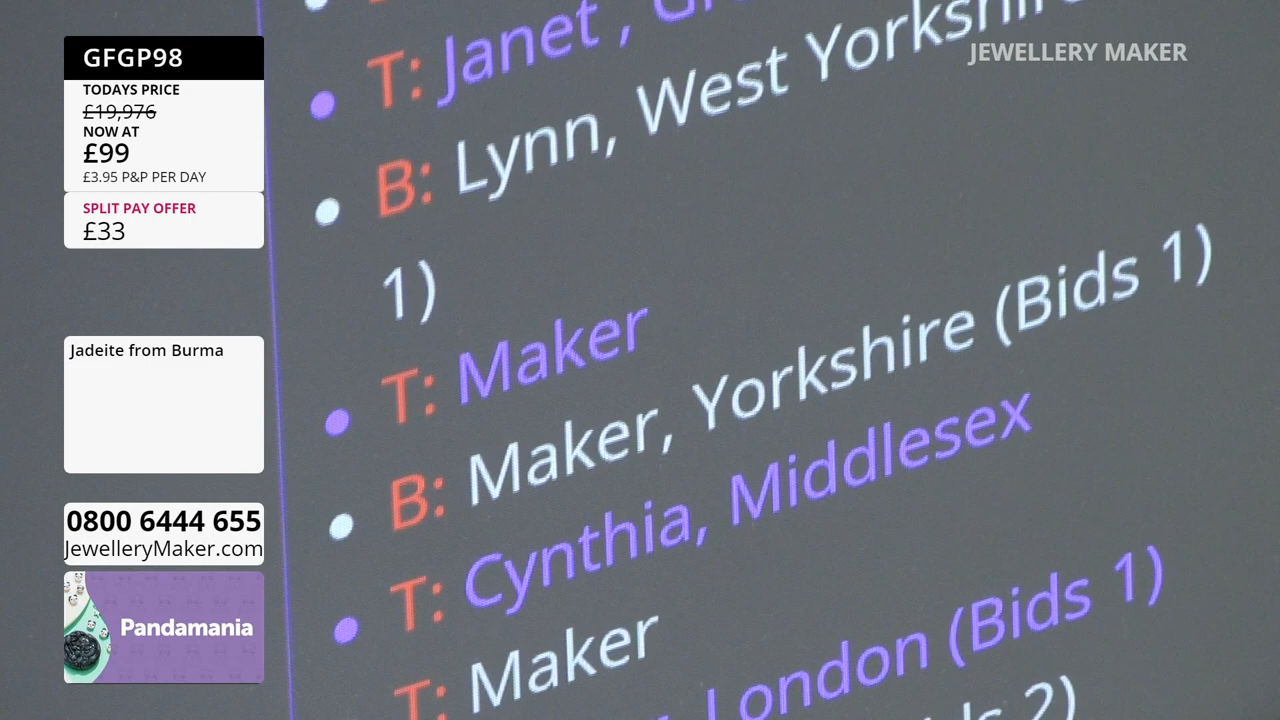 GFGP98
TODAYS PRICE
£19,976
NOW AT
£99
£3.95 P&P PER DAY
SPLIT PAY OFFER
£33
Jadeite from Burma
0800 6444 655
JewelleryMaker.com
Pandamania
JEWELLERY MAKER
T: Janet ,
B: Lynn, West Yorkshire
1)
T: Maker
B: Maker, Yorkshire (Bids 1)
T: Cynthia, Middlesex
T: Maker
T: London (Bids 1)
2)